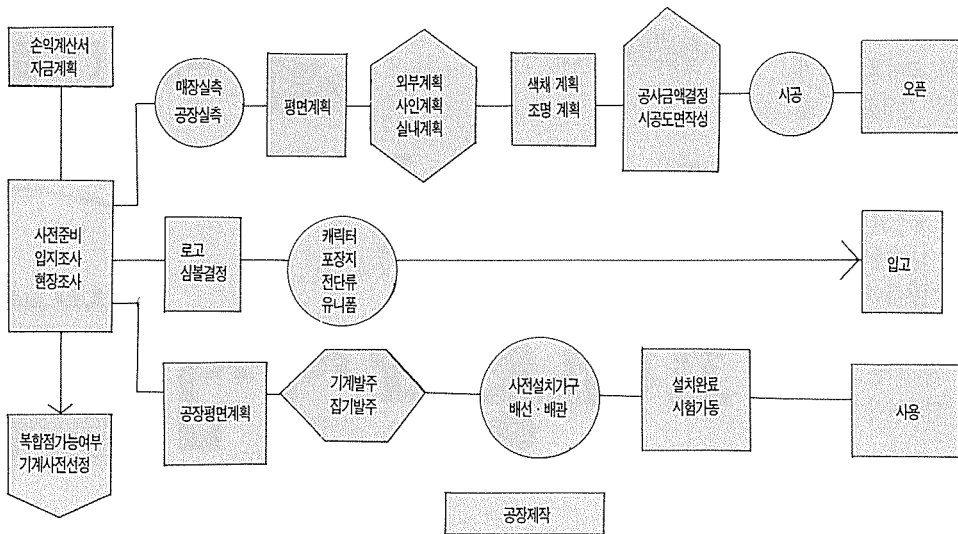 손익계산서
자금계획
매장실측
공장실측
평면계획
외부계획
사인계획
실내계획
색채 계획
조명 계획
공사금액결정
시공도면작성
시공
오픈
사전준비
입지조사
현장조사
로고
심볼결정
캐릭터
포장지
전단류
유니폼
입고
공장평면계획
기계발주
집기발주
사전설치가구
배선 · 배관
설치완료
시험가동
사용
복합점가능여부
기계사전선정
공장제작